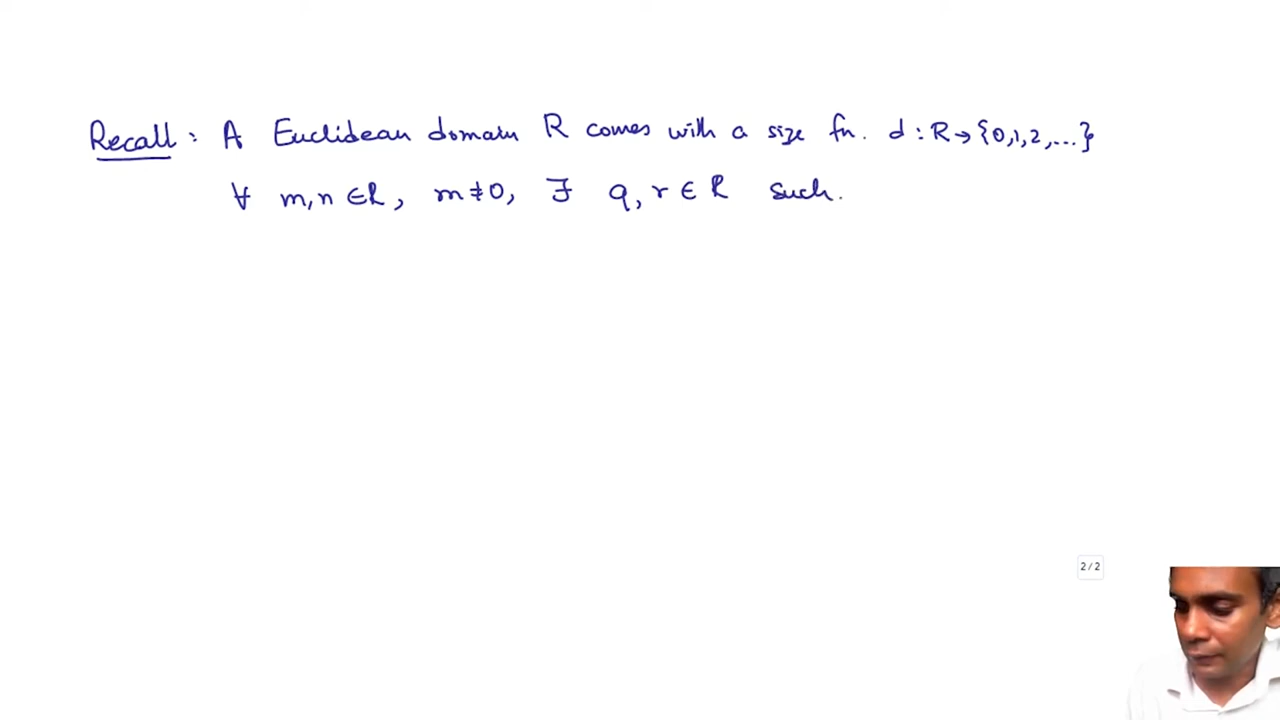 Recall : A Euclidean domain R comes with a size fn. d : R → {0,1,2,...}
∀ m,n ∈ R, m ≠ 0, ∃ q, r ∈ R such.
2 / 2